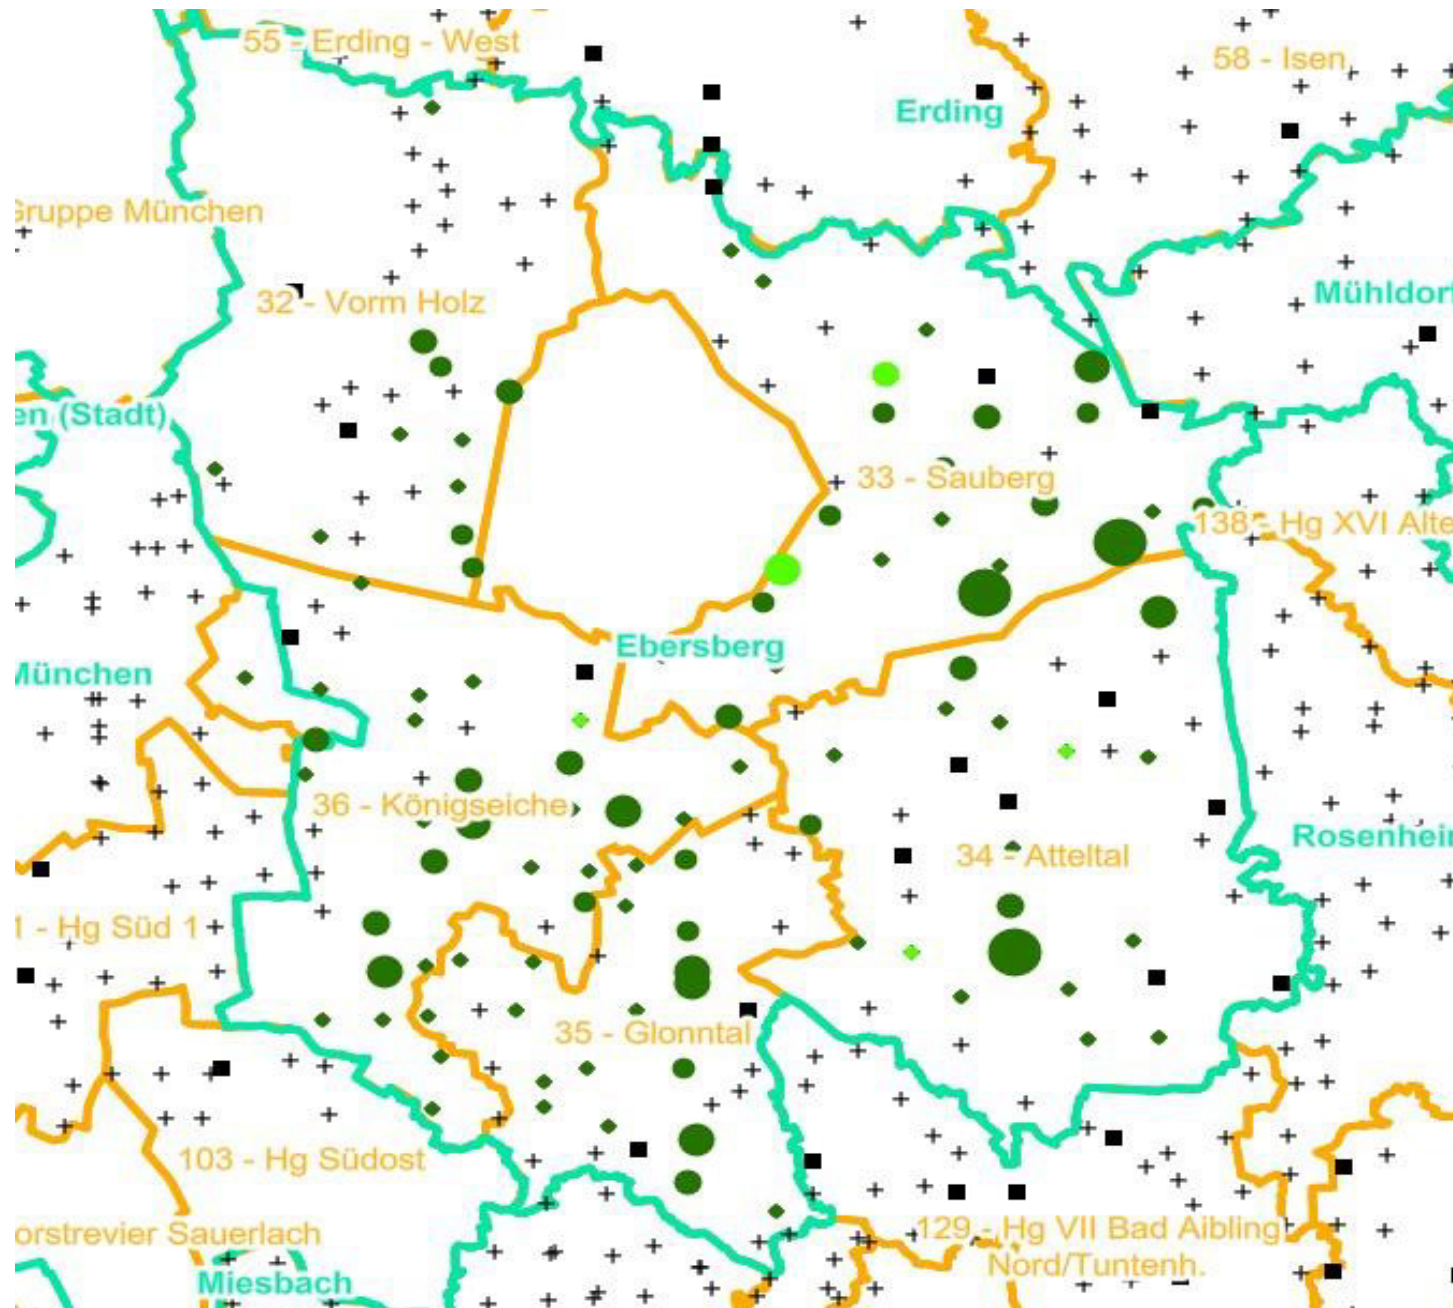 55 - Erding - West
58 - Isen
Erding
Gruppe München
32 - Vorm Holz
Mühldorf
en (Stadt)
33 - Sauberg
138 - Hg XVI Alte
Ebersberg
München
36 - Königseiche
34 - Atteltal
Rosenhei
1 - Hg Süd 1
35 - Glonntal
103 - Hg Südost
orstrevier Sauerlach
129 - Hg VII Bad Aibling
Nord/Tuntenh.
Miesbach